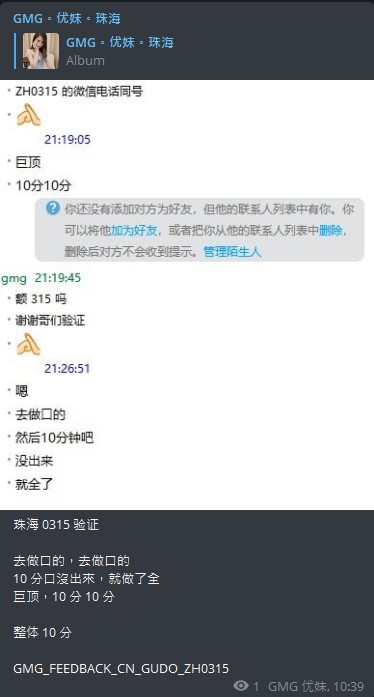 GMG。优妹。珠海
GMG。优妹。珠海
Album
ZH0315 的微信电话同号
21:19:05
巨顶
10分10分
你还没有添加对方为好友，但他的联系人列表中有你。你
可以将他加为好友，或者把你从他的联系人列表中删除，
删除后对方不会收到提示。管理陌生人
gmg 21:19:45
额 315 吗
谢谢哥们验证
21:26:51
嗯
去做口的
然后10分钟吧
没出来
就全了
珠海 0315 验证
去做口的，去做口的
10 分口沒出來，就做了全
巨顶，10 分 10 分
整体 10 分
GMG_FEEDBACK_CN_GUDO_ZH0315
1 GMG 优妹, 10:39